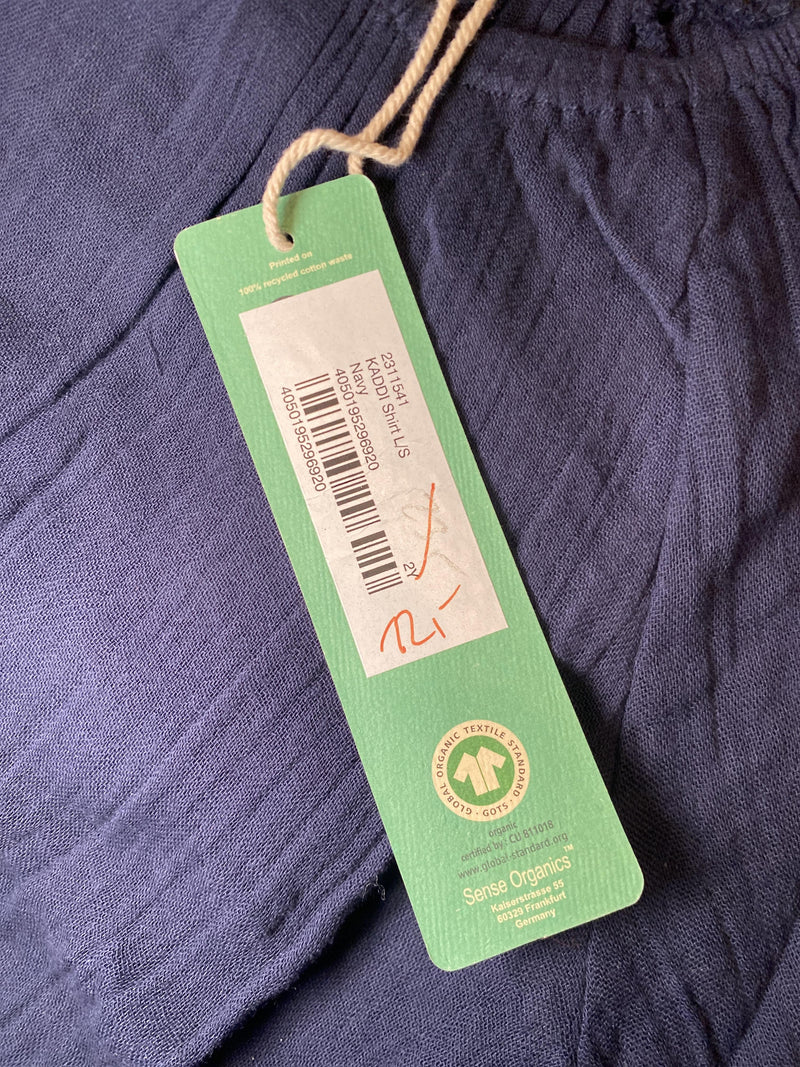 Printed on
100% recycled cotton waste
2311541
KADDI Shirt L/S
Navy
4050195296920
4050195296920
2Y
GLOBAL ORGANIC TEXTILE STANDARD · GOTS ·
organic
certified by: CU 811018
www.global-standard.org
Sense Organics™
Kaiserstrasse 55
60329 Frankfurt
Germany